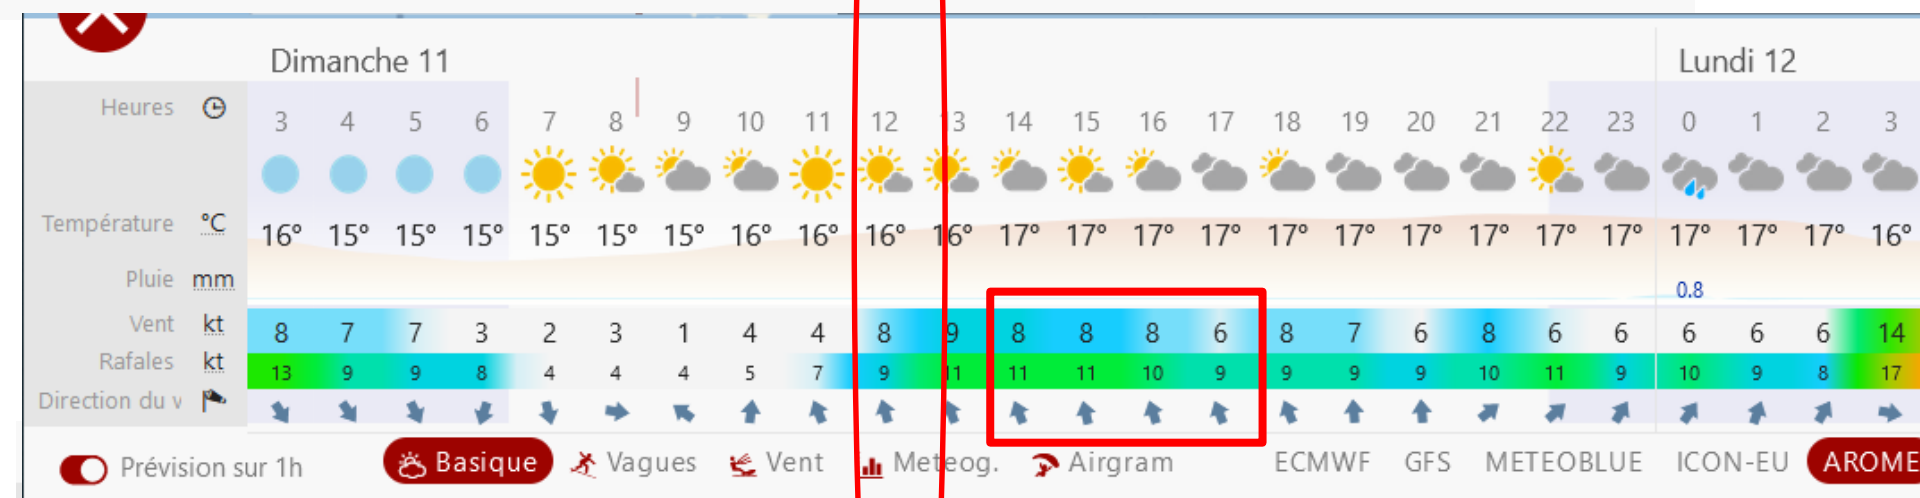 Dimanche 11 Lundi 12
Heures 3 4 5 6 7 8 9 10 11 12 13 14 15 16 17 18 19 20 21 22 23 0 1 2 3
Température °C 16° 15° 15° 15° 15° 15° 15° 16° 16° 16° 16° 17° 17° 17° 17° 17° 17° 17° 17° 17° 17° 17° 17° 17° 16°
Pluie mm 0.8
Vent kt 8 7 7 3 2 3 1 4 4 8 9 8 8 8 6 8 7 6 8 6 6 6 6 6 14
Rafales kt 13 9 9 8 4 4 4 5 7 9 11 11 11 10 9 9 9 9 10 11 9 10 9 8 17
Direction du v
Prévision sur 1h Basique Vagues Vent Meteog. Airgram ECMWF GFS METEOBLUE ICON-EU AROME